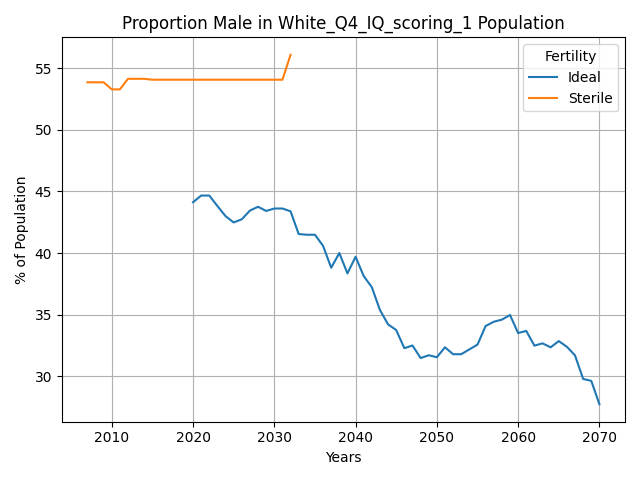 Proportion Male in White_Q4_IQ_scoring_1 Population
Fertility
Ideal
Sterile
% of Population
55
50
45
40
35
30
2010
2020
2030
2040
2050
2060
2070
Years